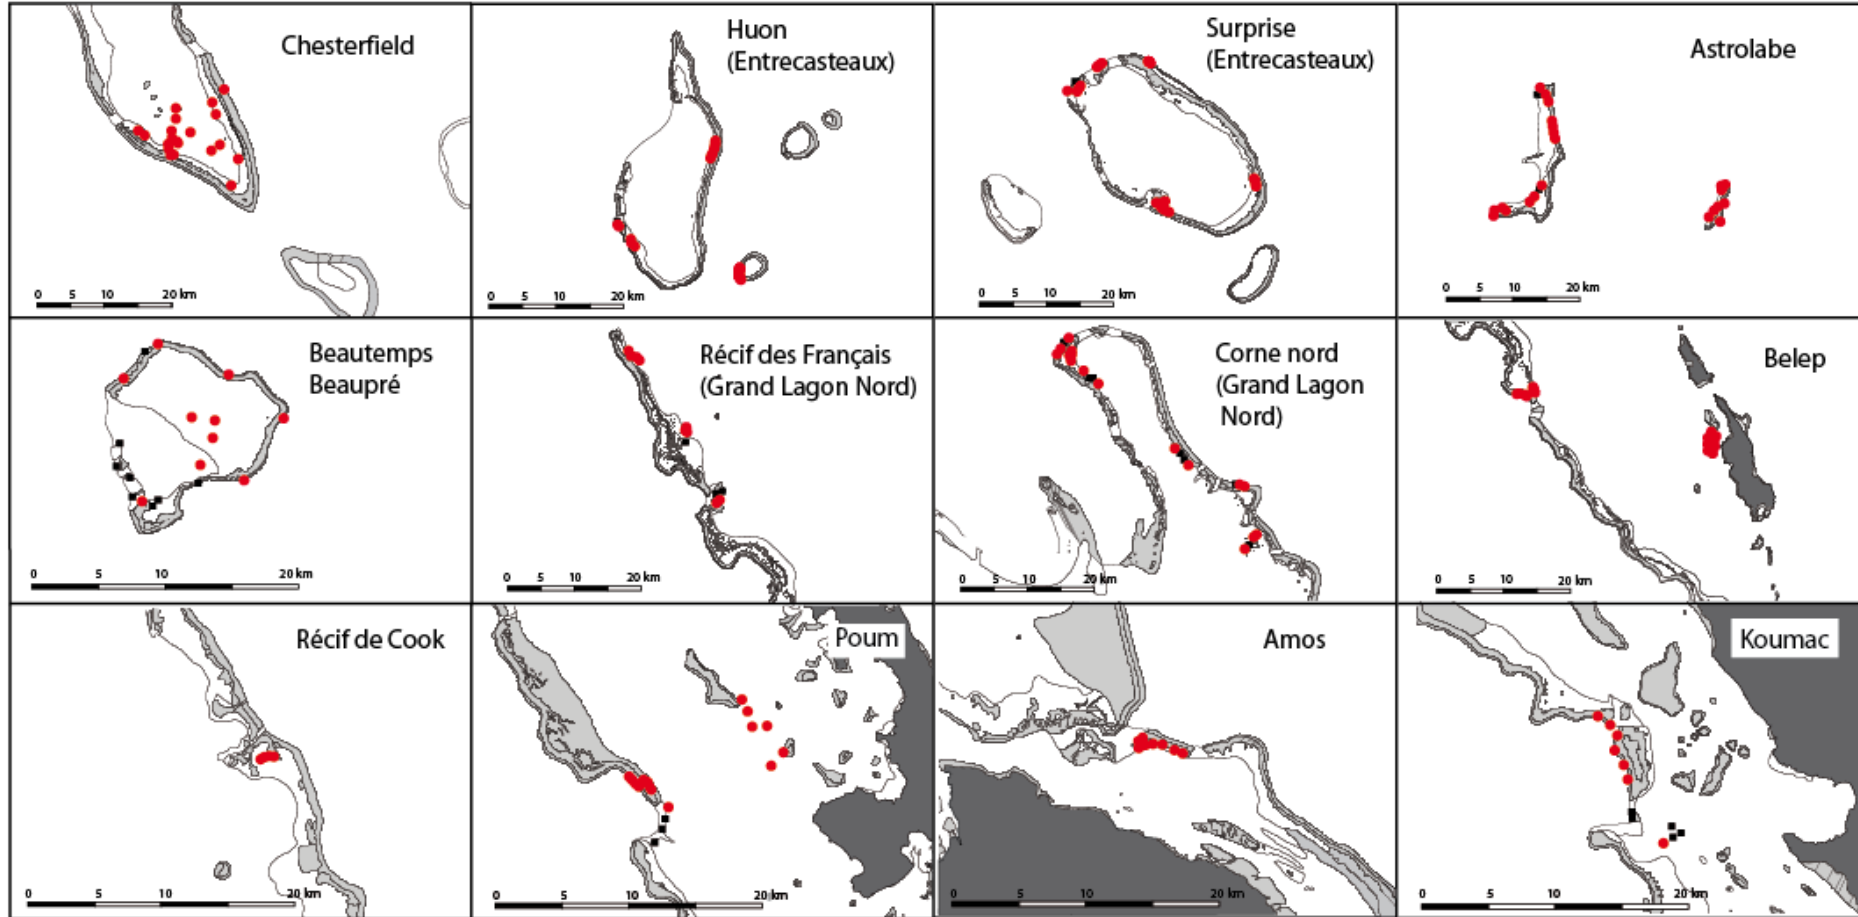 Chesterfield
0 5 10 20 km
Huon
(Entrecasteaux)
0 5 10 20 km
Surprise
(Entrecasteaux)
0 5 10 20 km
Astrolabe
0 5 10 20 km
Beautemps
Beaupré
0 5 10 20 km
Récif des Français
(Grand Lagon Nord)
0 5 10 20 km
Corne nord
(Grand Lagon
Nord)
0 5 10 20 km
Belep
0 5 10 20 km
Récif de Cook
0 5 10 20 km
Poum
0 5 10 20 km
Amos
0 5 10 20 km
Koumac
0 5 10 20 km